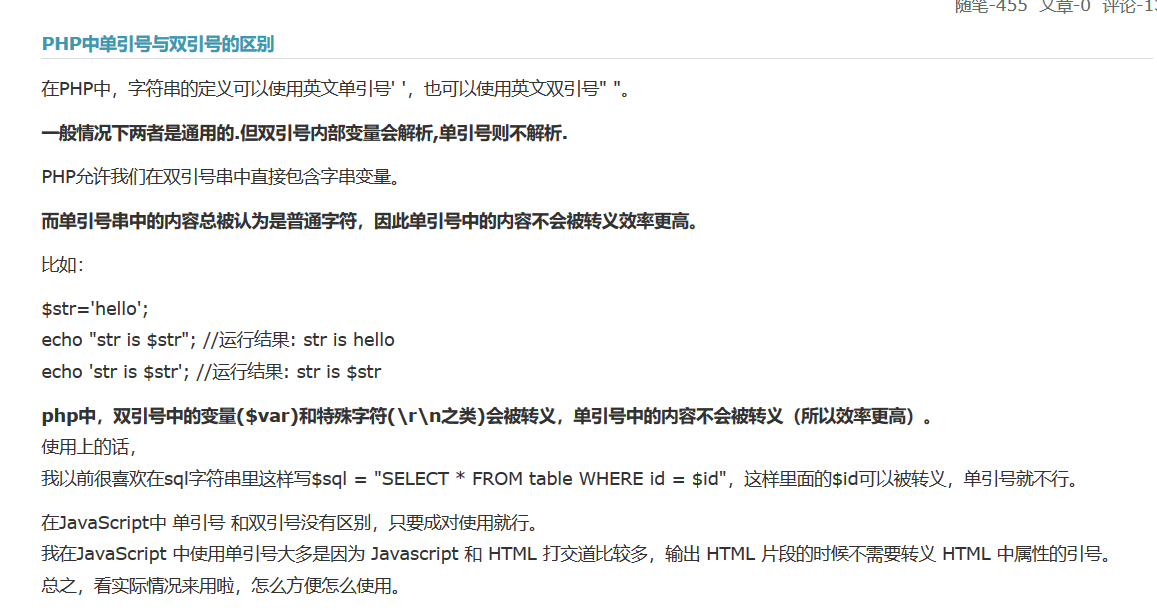 随笔-455 文章-0 评论-13
PHP中单引号与双引号的区别
在PHP中，字符串的定义可以使用英文单引号' '，也可以使用英文双引号" "。
一般情况下两者是通用的.但双引号内部变量会解析,单引号则不解析.
PHP允许我们在双引号串中直接包含字串变量。
而单引号串中的内容总被认为是普通字符，因此单引号中的内容不会被转义效率更高。
比如：
$str='hello';
echo "str is $str"; //运行结果: str is hello
echo 'str is $str'; //运行结果: str is $str
php中，双引号中的变量($var)和特殊字符(\r\n之类)会被转义，单引号中的内容不会被转义（所以效率更高）。
使用上的话，
我以前很喜欢在sql字符串里这样写$sql = "SELECT * FROM table WHERE id = $id"，这样里面的$id可以被转义，单引号就不行。
在JavaScript中 单引号 和双引号没有区别，只要成对使用就行。
我在JavaScript 中使用单引号大多是因为 Javascript 和 HTML 打交道比较多，输出 HTML 片段的时候不需要转义 HTML 中属性的引号。
总之，看实际情况来用啦，怎么方便怎么使用。